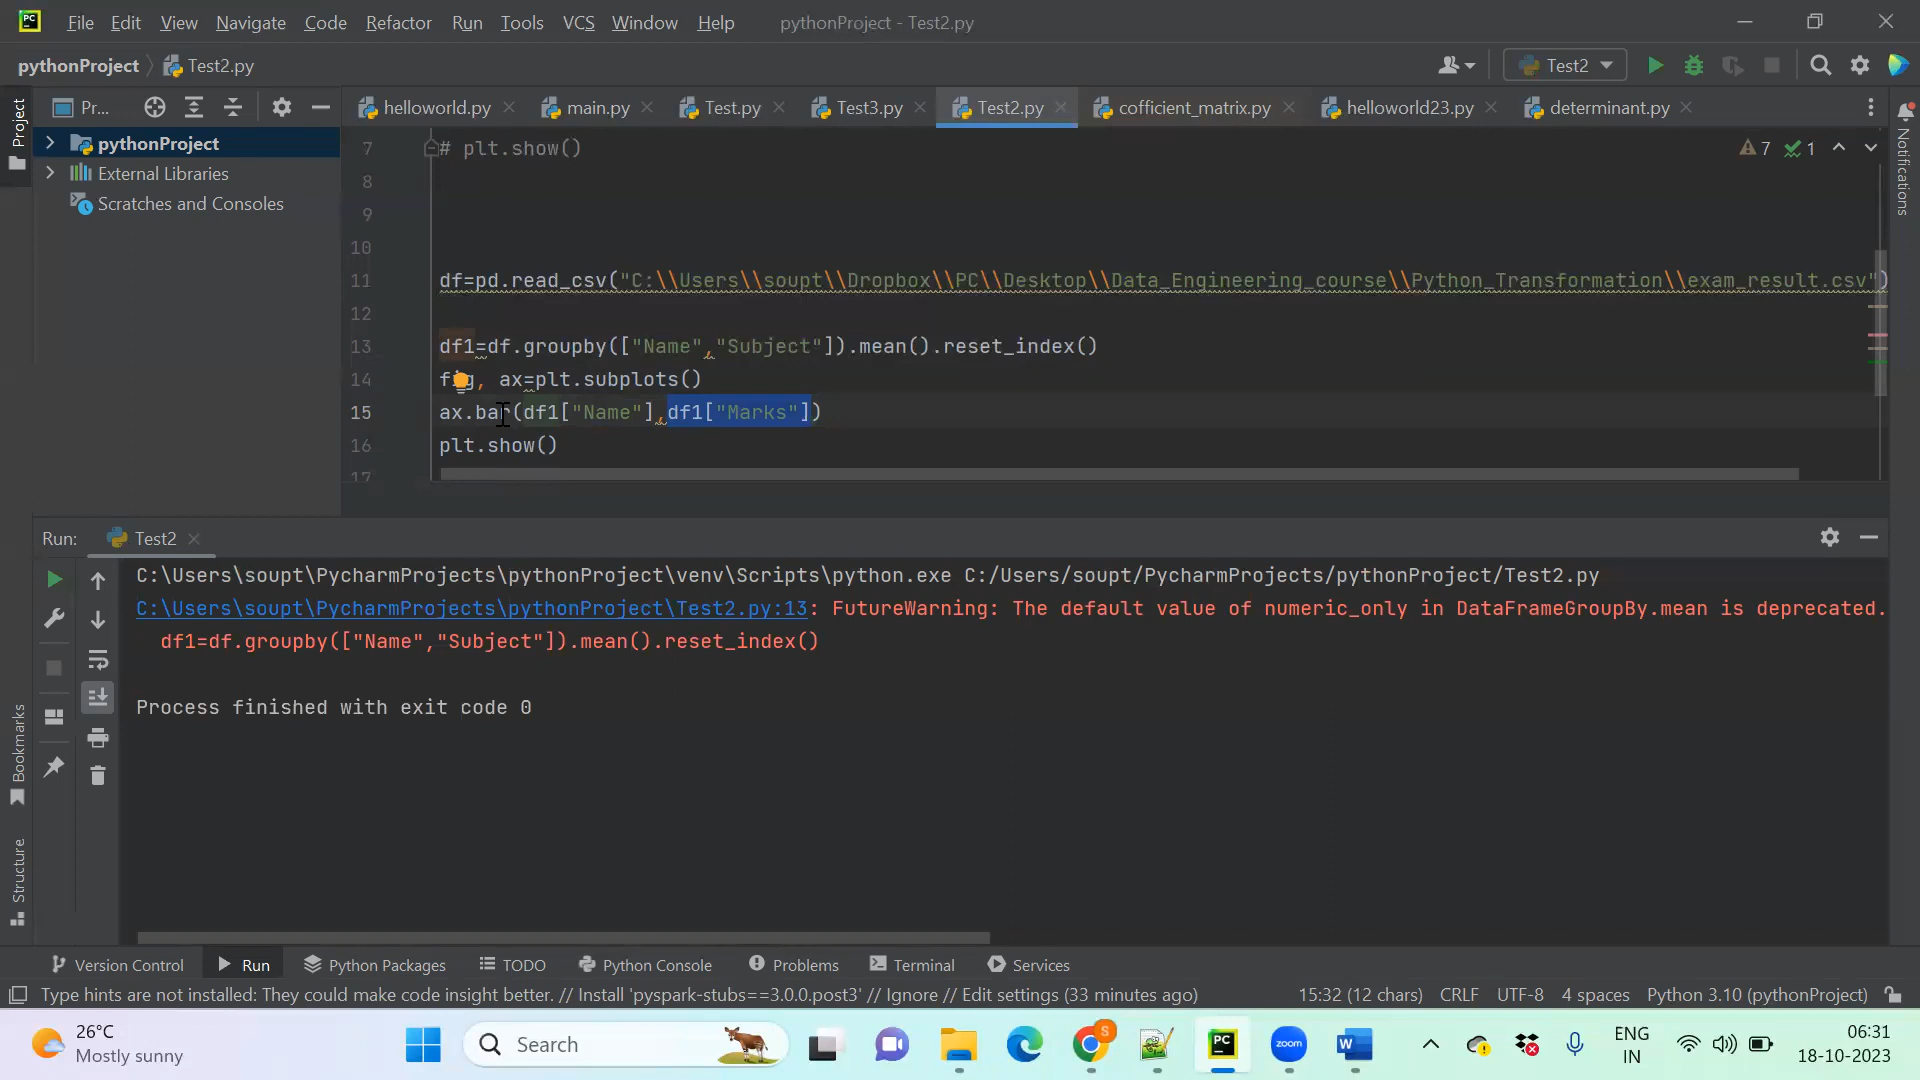 PC File Edit View Navigate Code Refactor Run Tools VCS Window Help pythonProject - Test2.py
pythonProject Test2.py Test2
Project
Pr...
helloworld.py main.py Test.py Test3.py Test2.py cofficient_matrix.py helloworld23.py determinant.py
pythonProject
External Libraries
Scratches and Consoles
Notifications
7 # plt.show()
7 1
8
9
10
11 df=pd.read_csv("C:\\Users\\soupt\\Dropbox\\PC\\Desktop\\Data_Engineering_course\\Python_Transformation\\exam_result.csv")
12
13 df1=df.groupby(["Name","Subject"]).mean().reset_index()
14 fig, ax=plt.subplots()
15 ax.bar(df1["Name"],df1["Marks"])
16 plt.show()
17
Run: Test2
C:\Users\soupt\PycharmProjects\pythonProject\venv\Scripts\python.exe C:/Users/soupt/PycharmProjects/pythonProject/Test2.py
C:\Users\soupt\PycharmProjects\pythonProject\Test2.py:13: FutureWarning: The default value of numeric_only in DataFrameGroupBy.mean is deprecated.
df1=df.groupby(["Name","Subject"]).mean().reset_index()
Process finished with exit code 0
Bookmarks
Structure
Version Control Run Python Packages TODO Python Console Problems Terminal Services
Type hints are not installed: They could make code insight better. // Install 'pyspark-stubs==3.0.0.post3' // Ignore // Edit settings (33 minutes ago) 15:32 (12 chars) CRLF UTF-8 4 spaces Python 3.10 (pythonProject)
26°C
Mostly sunny
Search
S
PC
zoom
W
ENG
IN
06:31
18-10-2023